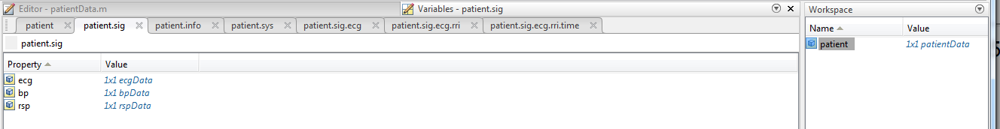 Editor - patientData.m
Variables - patient.sig
Workspace
patient
patient.sig
patient.info
patient.sys
patient.sig.ecg
patient.sig.ecg.rri
patient.sig.ecg.rri.time
Name Value
patient.sig
patient 1x1 patientData
Property Value
ecg 1x1 ecgData
bp 1x1 bpData
rsp 1x1 rspData